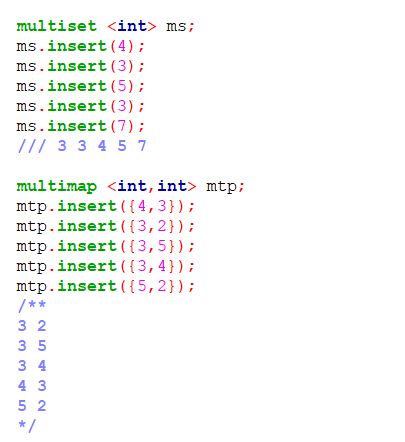 multiset <int> ms;
ms.insert(4);
ms.insert(3);
ms.insert(5);
ms.insert(3);
ms.insert(7);
/// 3 3 4 5 7
multimap <int,int> mtp;
mtp.insert({4,3});
mtp.insert({3,2});
mtp.insert({3,5});
mtp.insert({3,4});
mtp.insert({5,2});
/**
3 2
3 5
3 4
4 3
5 2
*/